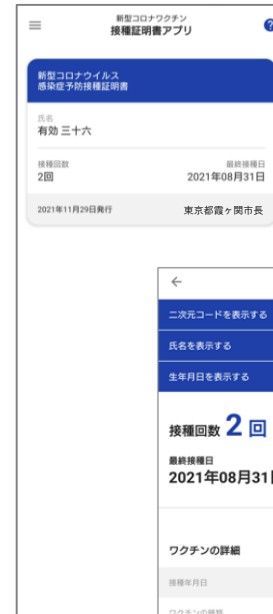 新型コロナワクチン
接種証明書アプリ
?
新型コロナウイルス
感染症予防接種証明書
氏名
有効 三十六
接種回数
最終接種日
2回
2021年08月31日
2021年11月29日発行
東京都霞ヶ関市長
二次元コードを表示する
氏名を表示する
生年月日を表示する
接種回数 2 回
最終接種日
2021年08月31日
ワクチンの詳細
接種年月日
ワクチンの種類